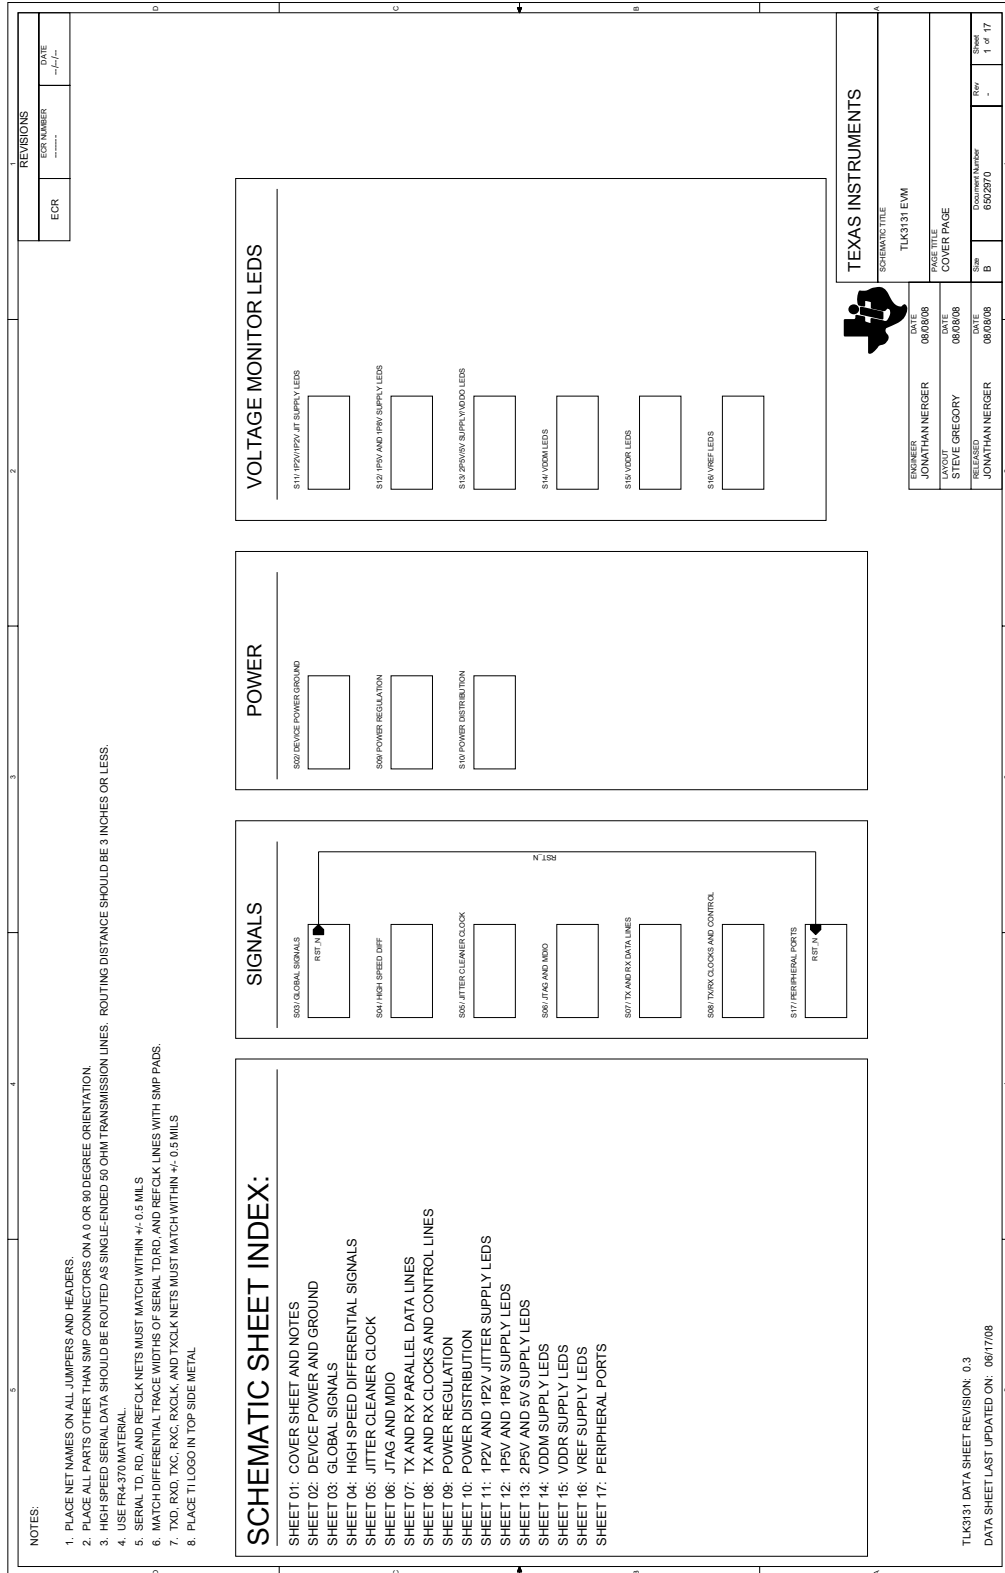 NOTES:
1. PLACE NET NAMES ON ALL JUMPERS AND HEADERS.
2. PLACE ALL PARTS OTHER THAN SMP CONNECTORS ON A 0 OR 90 DEGREE ORIENTATION.
3. HIGH SPEED SERIAL DATA SHOULD BE ROUTED AS SINGLE-ENDED 50 OHM TRANSMISSION LINES. ROUTING DISTANCE SHOULD BE 3 INCHES OR LESS.
4. USE FR4-370 MATERIAL.
5. SERIAL TD, RD, AND REFCLK NETS MUST MATCH WITHIN +/- 0.5 MILS
6. MATCH DIFFERENTIAL TRACE WIDTHS OF SERIAL TD,RD, AND REFCLK LINES WITH SMP PADS.
7. TXD, RXD, TXC, RXC, RXCLK, AND TXCLK NETS MUST MATCH WITHIN +/- 0.5 MILS
8. PLACE TI LOGO IN TOP SIDE METAL
REVISIONS
ECR
ECR NUMBER
-----
DATE
--/--/--
SCHEMATIC SHEET INDEX:
SHEET 01: COVER SHEET AND NOTES
SHEET 02: DEVICE POWER AND GROUND
SHEET 03: GLOBAL SIGNALS
SHEET 04: HIGH SPEED DIFFERENTIAL SIGNALS
SHEET 05: JITTER CLEANER CLOCK
SHEET 06: JTAG AND MDIO
SHEET 07: TX AND RX PARALLEL DATA LINES
SHEET 08: TX AND RX CLOCKS AND CONTROL LINES
SHEET 09: POWER REGULATION
SHEET 10: POWER DISTRIBUTION
SHEET 11: 1P2V AND 1P2V JITTER SUPPLY LEDS
SHEET 12: 1P5V AND 1P8V SUPPLY LEDS
SHEET 13: 2P5V AND 5V SUPPLY LEDS
SHEET 14: VDDM SUPPLY LEDS
SHEET 15: VDDR SUPPLY LEDS
SHEET 16: VREF SUPPLY LEDS
SHEET 17: PERIPHERAL PORTS
SIGNALS
S03/ GLOBAL SIGNALS
RST_N
S04/ HIGH SPEED DIFF
S05/ JITTER CLEANER CLOCK
S06/ JTAG AND MDIO
S07/ TX AND RX DATA LINES
S08/ TX/RX CLOCKS AND CONTROL
S17/ PERIPHERAL PORTS
RST_N
RST_N
POWER
S02/ DEVICE POWER GROUND
S09/ POWER REGULATION
S10/ POWER DISTRIBUTION
VOLTAGE MONITOR LEDS
S11/ 1P2V/1P2V JIT SUPPLY LEDS
S12/ 1P5V AND 1P8V SUPPLY LEDS
S13/ 2P5V/5V SUPPLY/VDDO LEDS
S14/ VDDM LEDS
S15/ VDDR LEDS
S16/ VREF LEDS
TLK3131 DATA SHEET REVISION: 0.3
DATA SHEET LAST UPDATED ON: 06/17/08
TEXAS INSTRUMENTS
SCHEMATIC TITLE
TLK3131 EVM
PAGE TITLE
COVER PAGE
ENGINEER
JONATHAN NERGER
DATE
08/08/08
LAYOUT
STEVE GREGORY
DATE
08/08/08
RELEASED
JONATHAN NERGER
DATE
08/08/08
Size
B
Document Number
6502970
Rev
-
Sheet
1 of 17
5
4
3
2
1
D
C
B
A
D
C
B
A